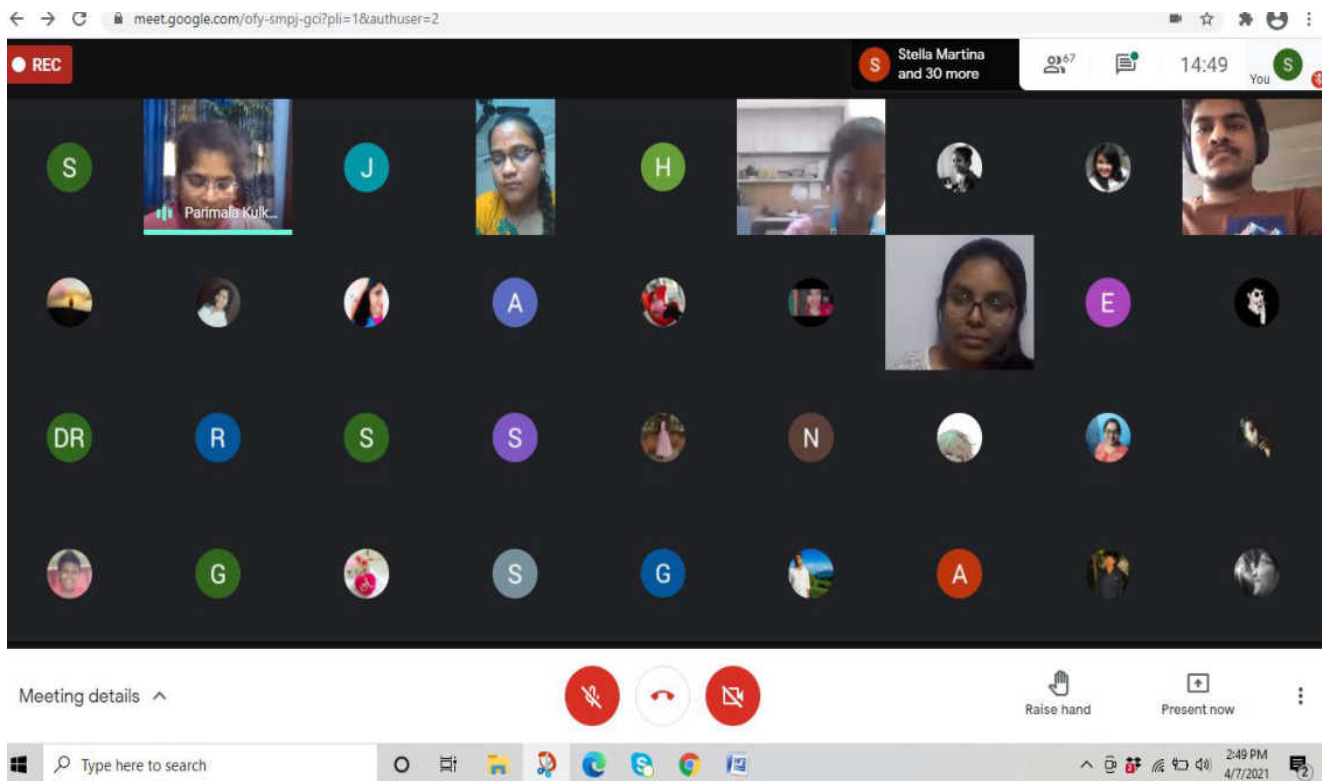 meet.google.com/ofy-smpj-gci?pli=1&authuser=2
REC
S
Stella Martina
and 30 more
67
14:49
You
S
S
Parimala Kulk...
J
H
A
E
DR
R
S
S
N
G
S
G
A
Meeting details
Raise hand
Present now
Type here to search
2:49 PM
4/7/2021
2